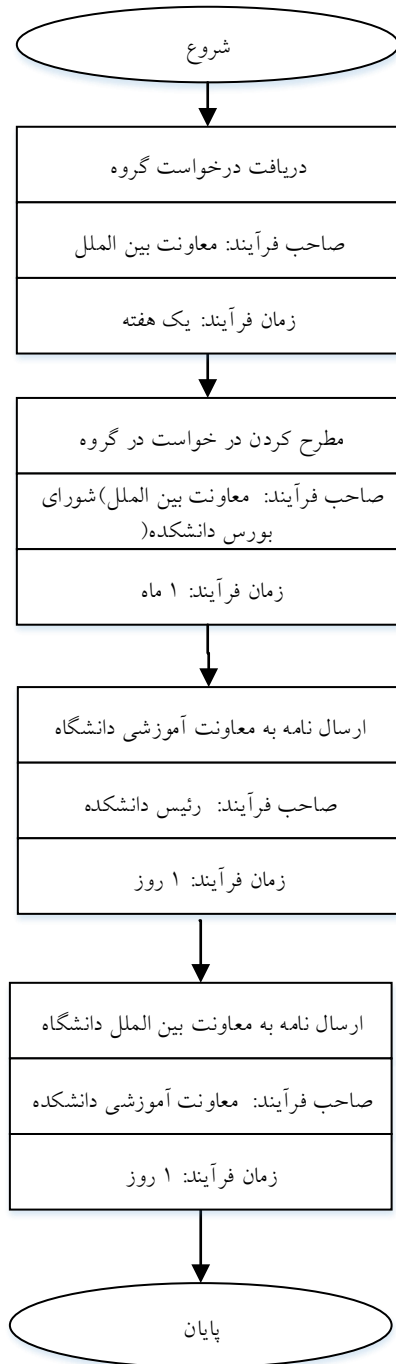 شروع
دریافت درخواست گروه
صاحب فرآیند: معاونت بین الملل
زمان فرآیند: یک هفته
مطرح کردن در خواست در گروه
صاحب فرآیند: معاونت بین الملل)شورای
بورس دانشکده(
زمان فرآیند: ۱ ماه
ارسال نامه به معاونت آموزشی دانشگاه
صاحب فرآیند: رئیس دانشکده
زمان فرآیند: ۱ روز
ارسال نامه به معاونت بین الملل دانشگاه
صاحب فرآیند: معاونت آموزشی دانشکده
زمان فرآیند: ۱ روز
پایان